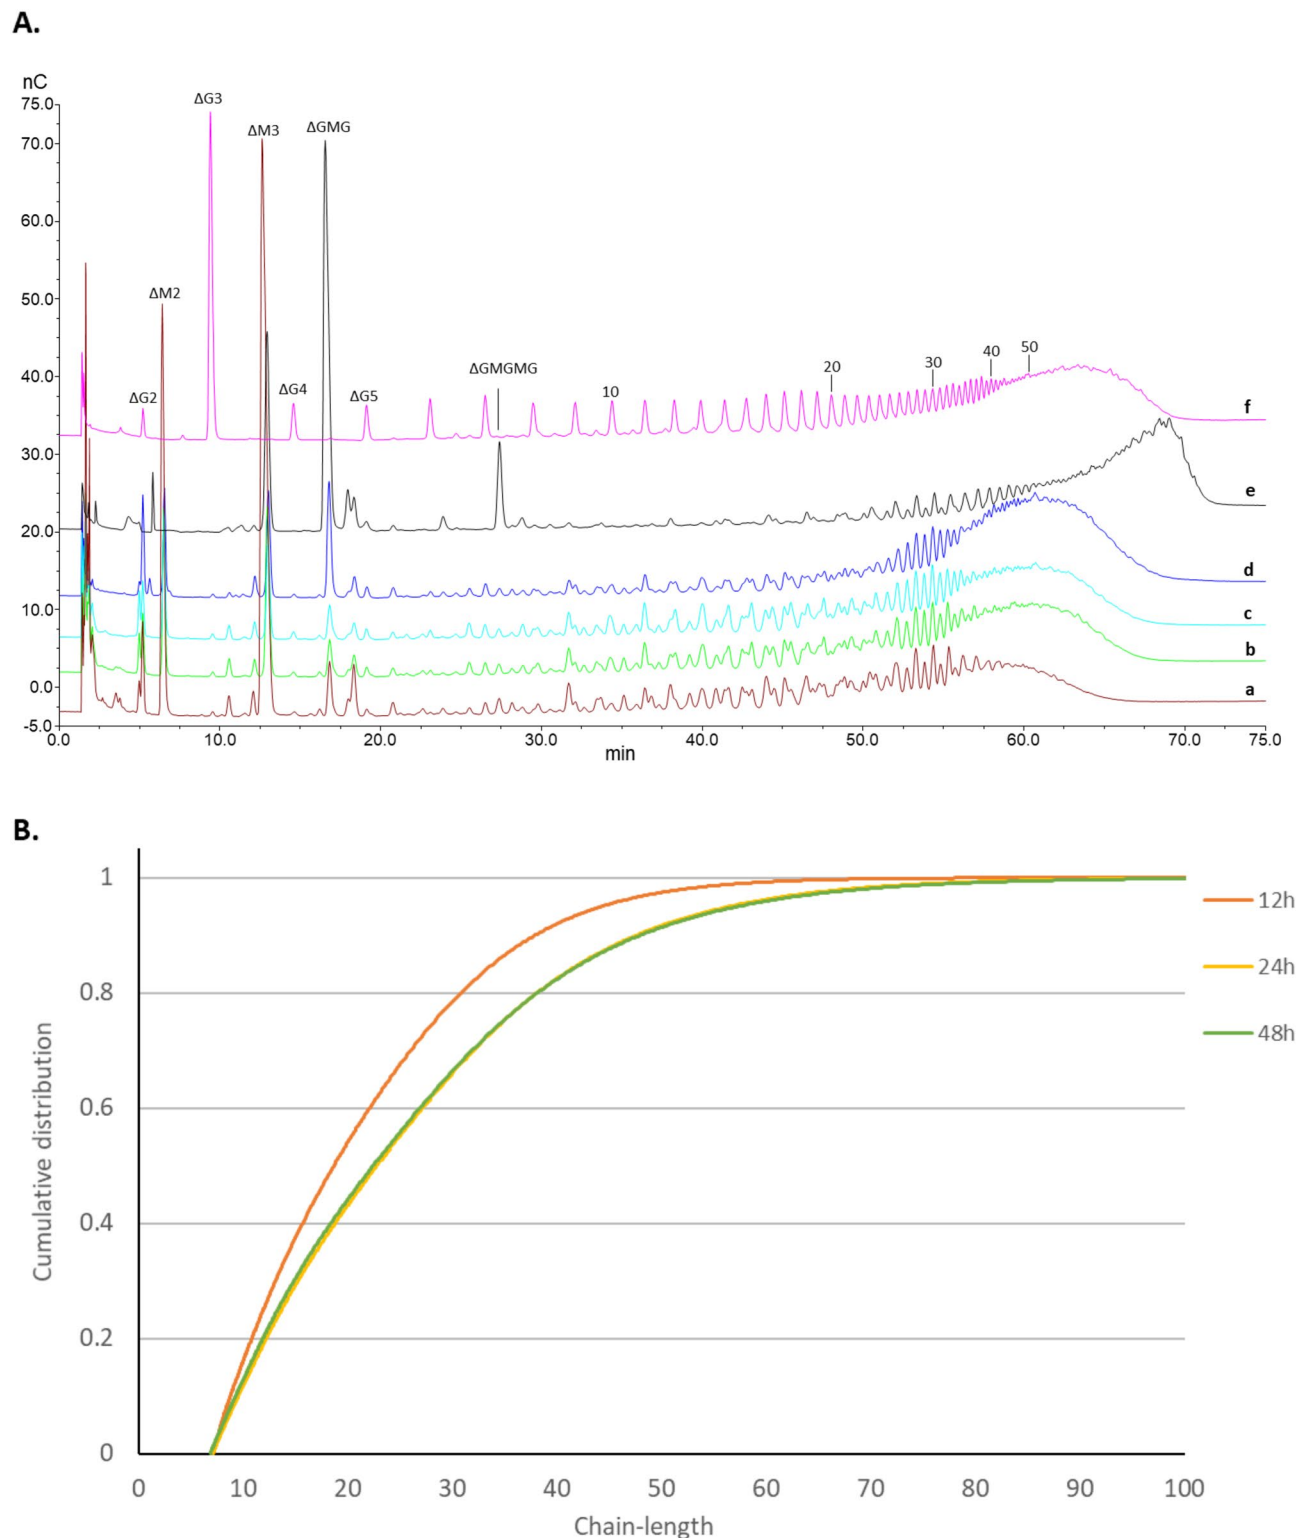 A.
nC
75.0
70.0
60.0
50.0
40.0
30.0
20.0
10.0
0.0
-5.0
ΔG3
ΔM3
ΔGMG
ΔM2
ΔG2
ΔG4
ΔG5
ΔGMGMG
10
20
30
40
50
f
e
d
c
b
a
0.0 10.0 20.0 30.0 40.0 50.0 60.0 70.0 75.0
min
B.
Cumulative distribution
1
0.8
0.6
0.4
0.2
0
0 10 20 30 40 50 60 70 80 90 100
Chain-length
12h
24h
48h